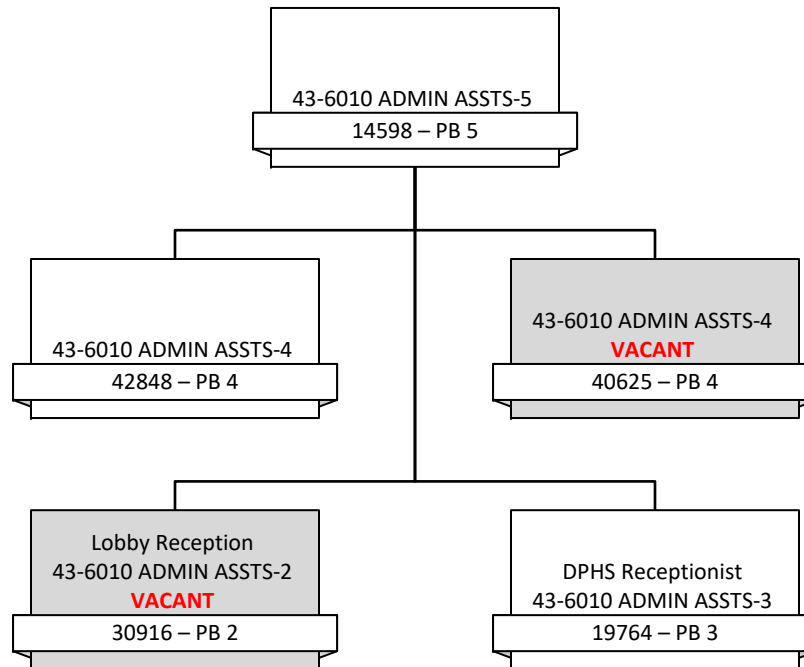 43-6010 ADMIN ASSTS-5
14598 – PB 5
43-6010 ADMIN ASSTS-4
42848 – PB 4
43-6010 ADMIN ASSTS-4
VACANT
40625 – PB 4
Lobby Reception
43-6010 ADMIN ASSTS-2
VACANT
30916 – PB 2
DPHS Receptionist
43-6010 ADMIN ASSTS-3
19764 – PB 3